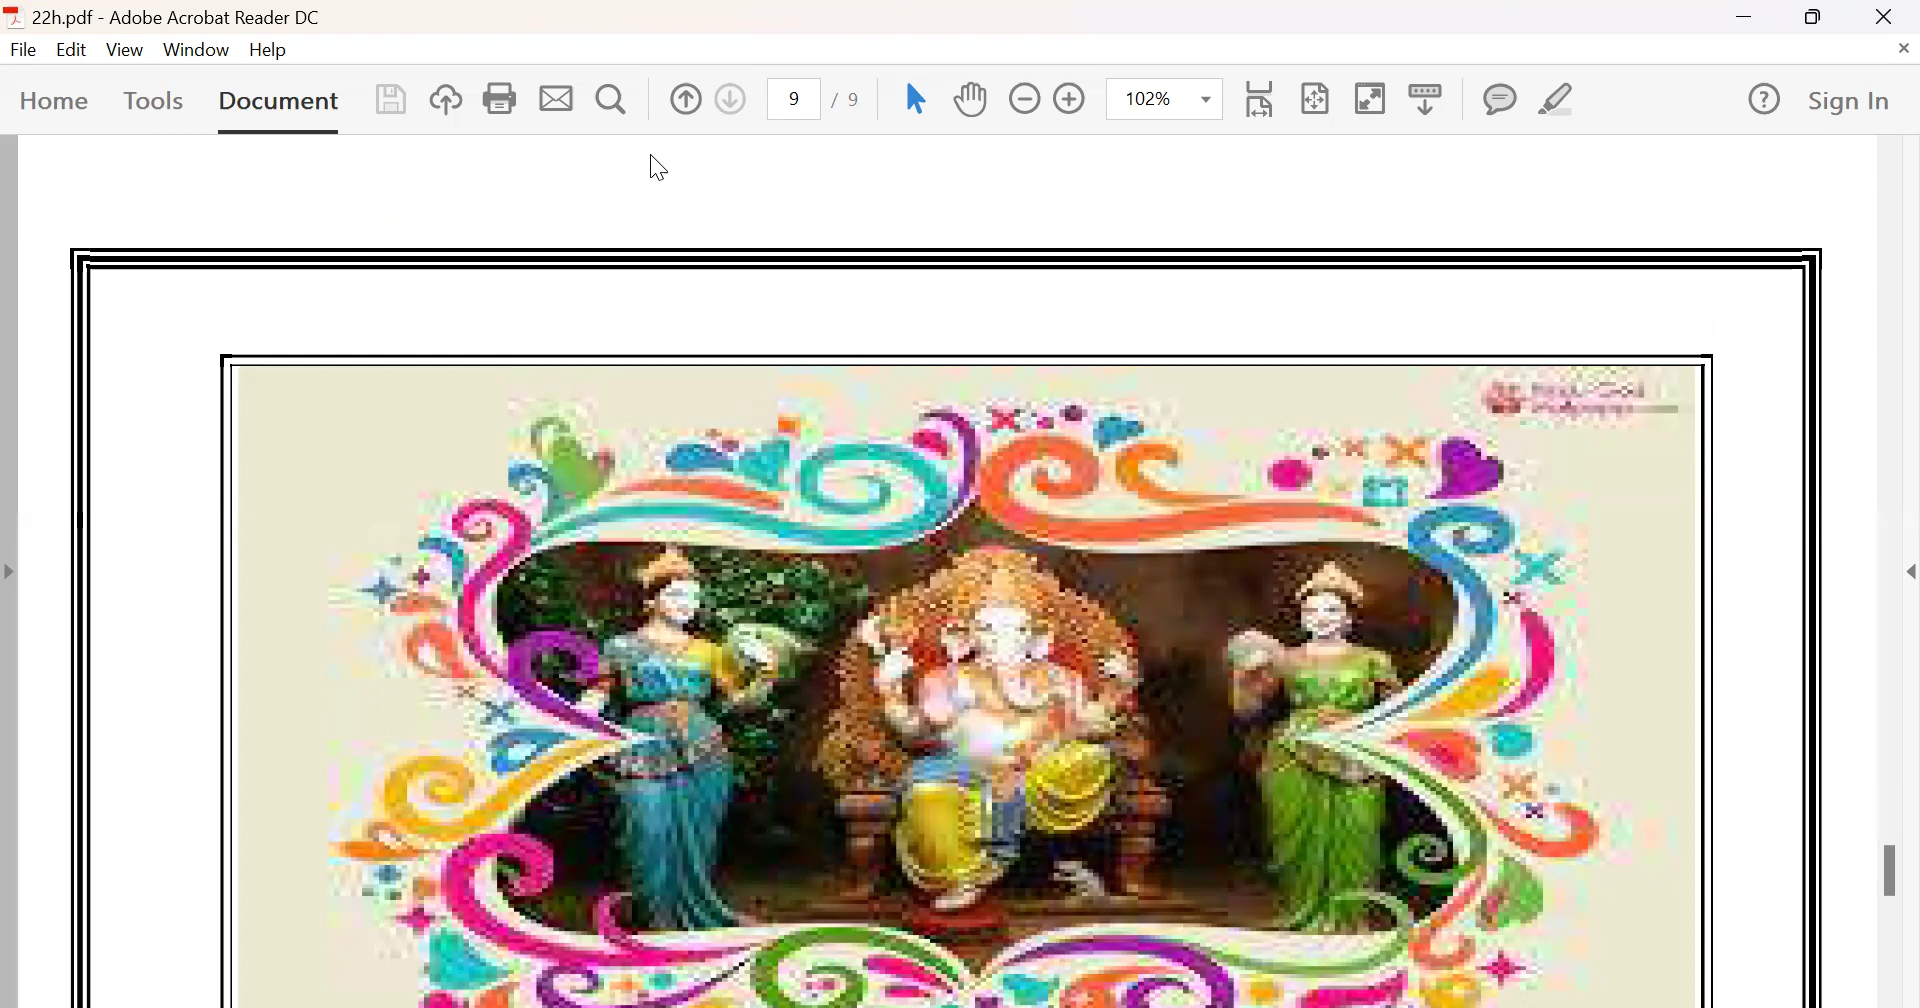 22h.pdf - Adobe Acrobat Reader DC
File Edit View Window Help
Home Tools Document 9 / 9 102% Sign In